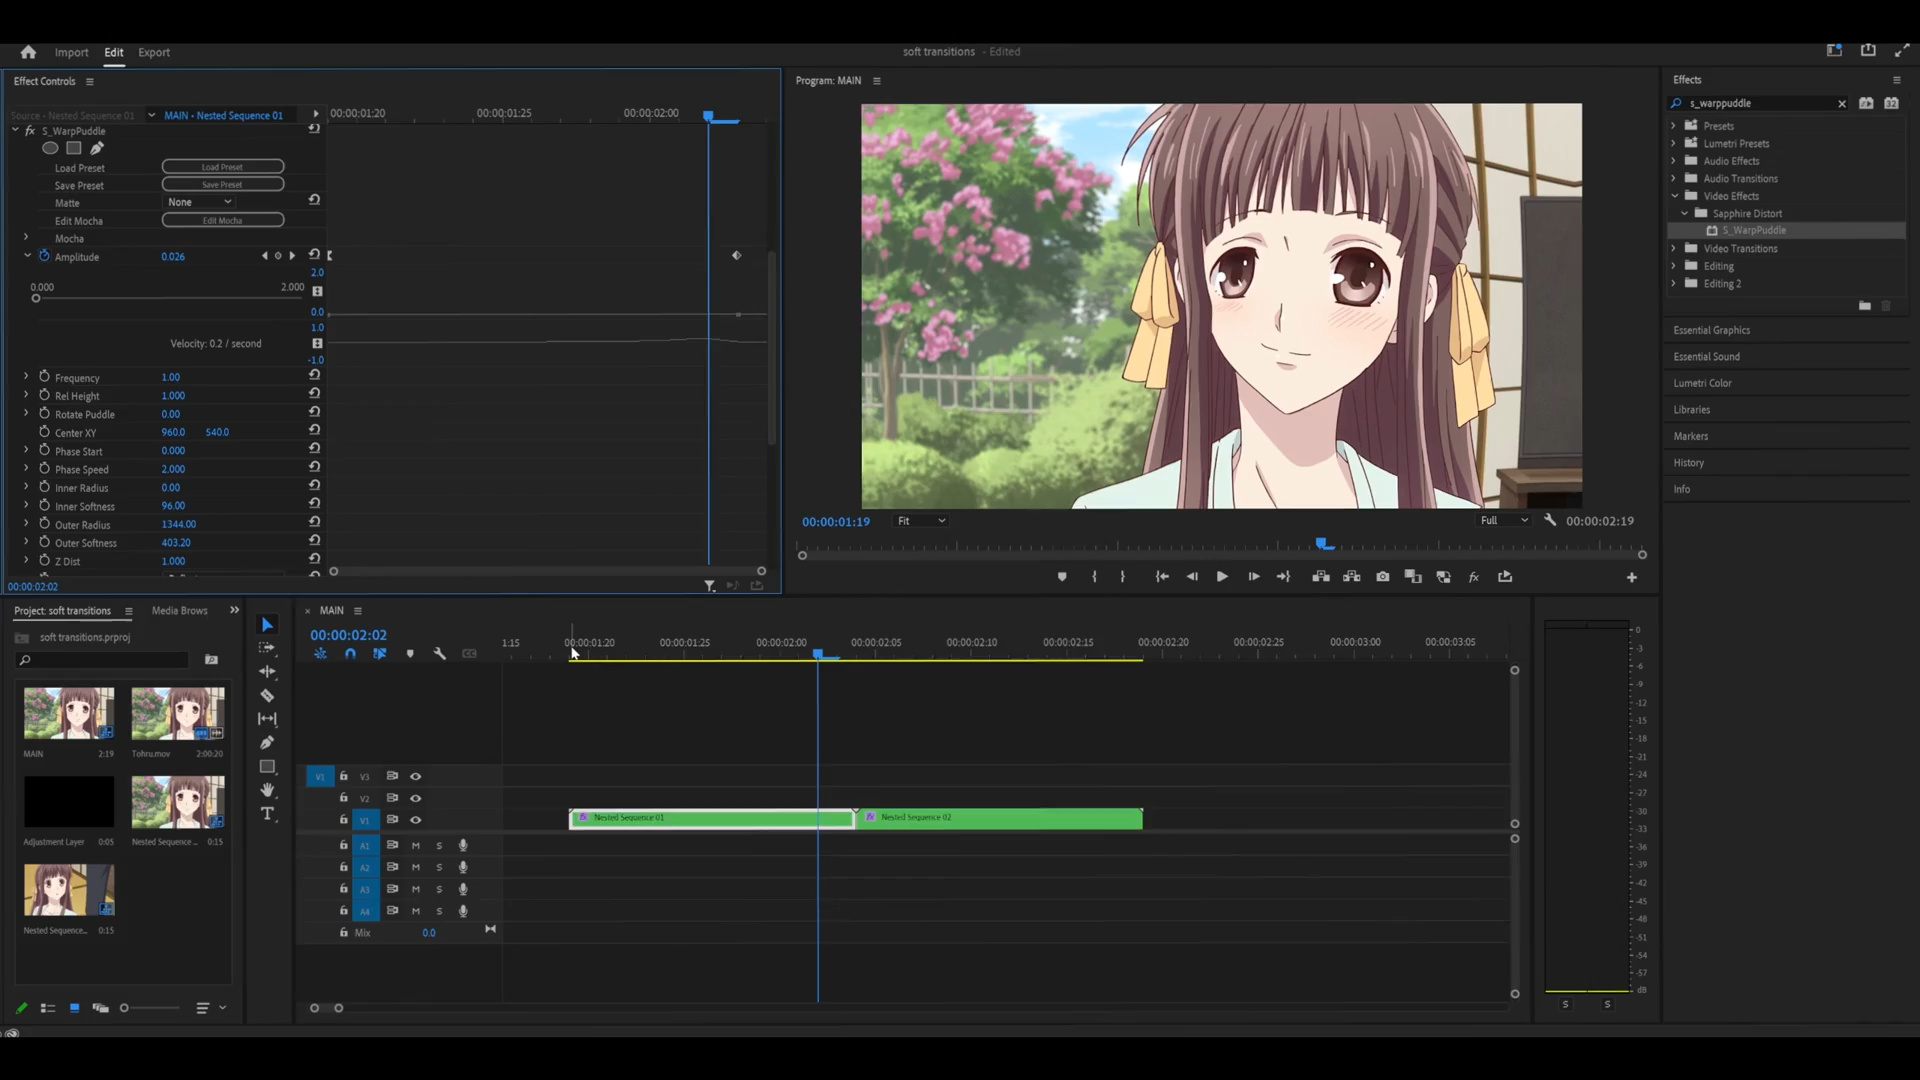 Import Edit Export
soft transitions - Edited
Effect Controls
Source · Nested Sequence 01 MAIN · Nested Sequence 01
00:00:01:20 00:00:01:25 00:00:02:00
fx S_WarpPuddle
Load Preset Load Preset
Save Preset Save Preset
Matte None
Edit Mocha Edit Mocha
Mocha
Amplitude 0.026
2.0
0.000 2.000
0.0
1.0
Velocity: 0.2 / second
-1.0
Frequency 1.00
Rel Height 1.000
Rotate Puddle 0.00
Center XY 960.0 540.0
Phase Start 0.000
Phase Speed 2.000
Inner Radius 0.00
Inner Softness 96.00
Outer Radius 1344.00
Outer Softness 403.20
Z Dist 1.000
00:00:02:02
Program: MAIN
00:00:01:19 Fit Full 00:00:02:19
Effects
s_warppuddle
32
Presets
Lumetri Presets
Audio Effects
Audio Transitions
Video Effects
Sapphire Distort
S_WarpPuddle
Video Transitions
Editing
Editing 2
Essential Graphics
Essential Sound
Lumetri Color
Libraries
Markers
History
Info
Project: soft transitions Media Brows
soft transitions.prproj
MAIN 2:19
Tohru.mov 2:00:20
Adjustment Layer 0:05
Nested Sequence ... 0:15
Nested Sequence... 0:15
MAIN
00:00:02:02
1:15 00:00:01:20 00:00:01:25 00:00:02:00 00:00:02:05 00:00:02:10 00:00:02:15 00:00:02:20 00:00:02:25 00:00:03:00 00:00:03:05
V1 V3
V2
V1
fx Nested Sequence 01 fx Nested Sequence 02
A1 M S
A2 M S
A3 M S
A4 M S
Mix 0.0
0
-3
-6
-9
-12
-15
-18
-21
-24
-27
-30
-33
-36
-39
-42
-45
-48
-51
-54
-57
dB
S S